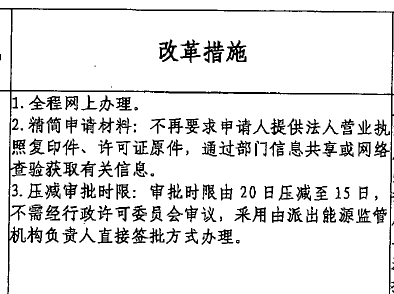 改革措施
1. 全程网上办理。
2. 精简申请材料：不再要求申请人提供法人营业执
照复印件、许可证原件，通过部门信息共享或网络
查验获取有关信息。
3. 压减审批时限：审批时限由 20 日压减至 15 日，
不需经行政许可委员会审议，采用由派出能源监管
机构负责人直接签批方式办理。